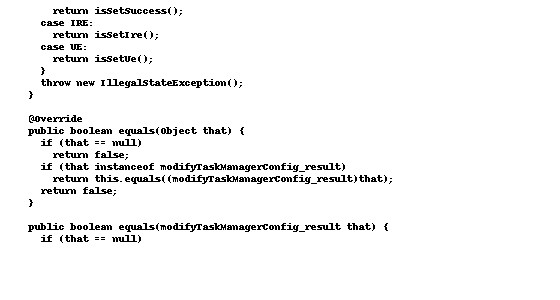 return isSetSuccess();
case IRE:
return isSetIre();
case UE:
return isSetUe();
}
throw new IllegalStateException();
}
@Override
public boolean equals(Object that) {
if (that == null)
return false;
if (that instanceof modifyTaskManagerConfig_result)
return this.equals((modifyTaskManagerConfig_result)that);
return false;
}
public boolean equals(modifyTaskManagerConfig_result that) {
if (that == null)